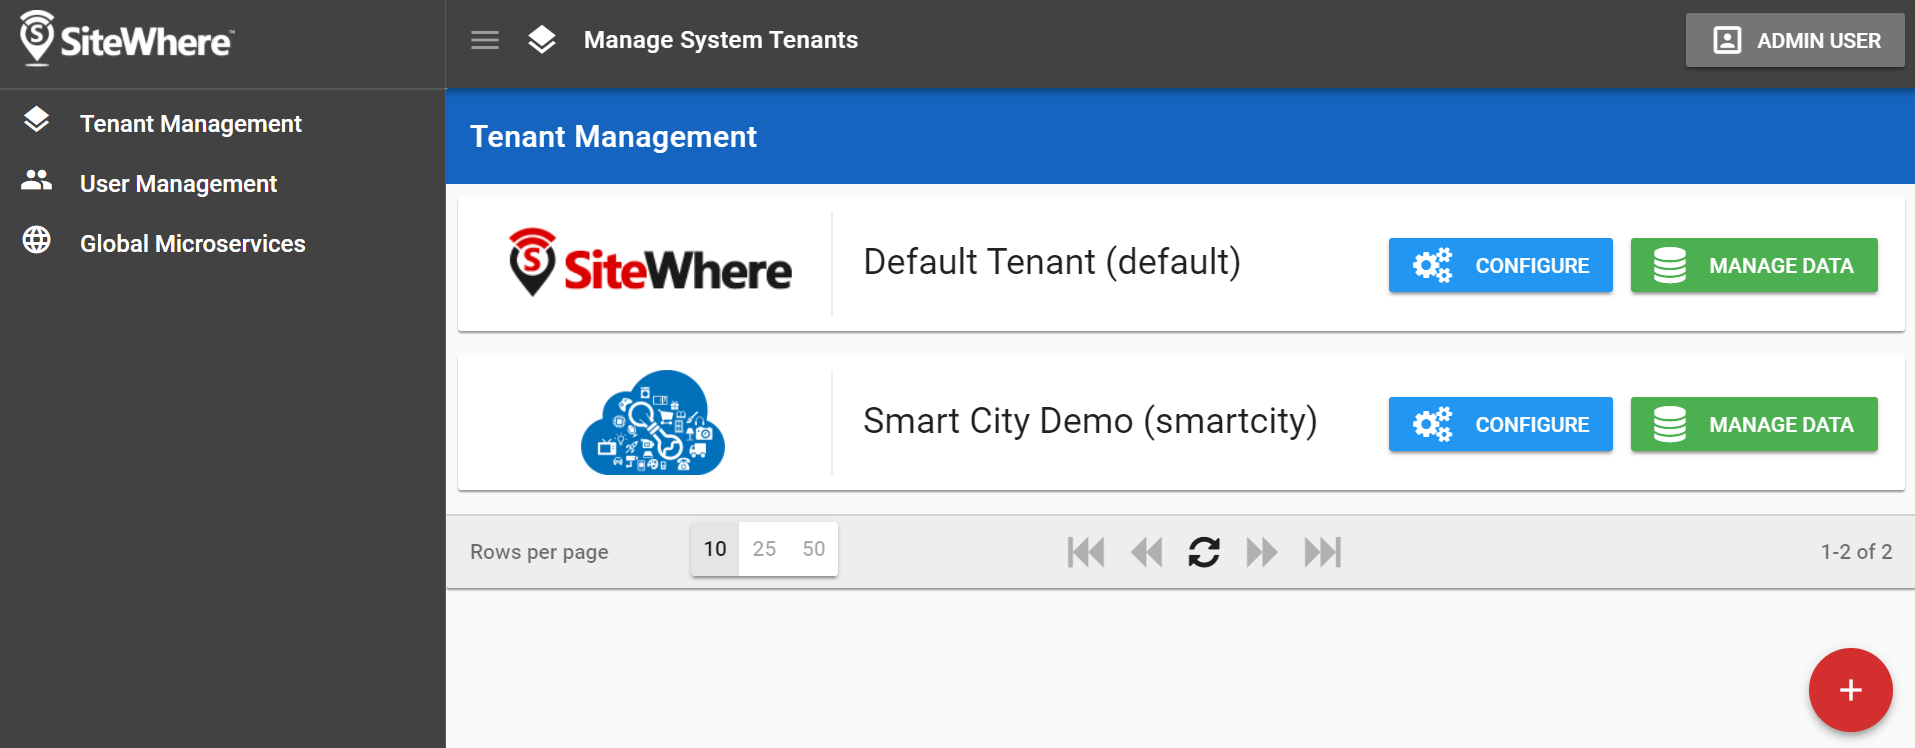 SiteWhere™
Manage System Tenants
ADMIN USER
Tenant Management
User Management
Global Microservices
Tenant Management
SiteWhere
Default Tenant (default)
CONFIGURE
MANAGE DATA
Smart City Demo (smartcity)
CONFIGURE
MANAGE DATA
Rows per page
10 25 50
1-2 of 2